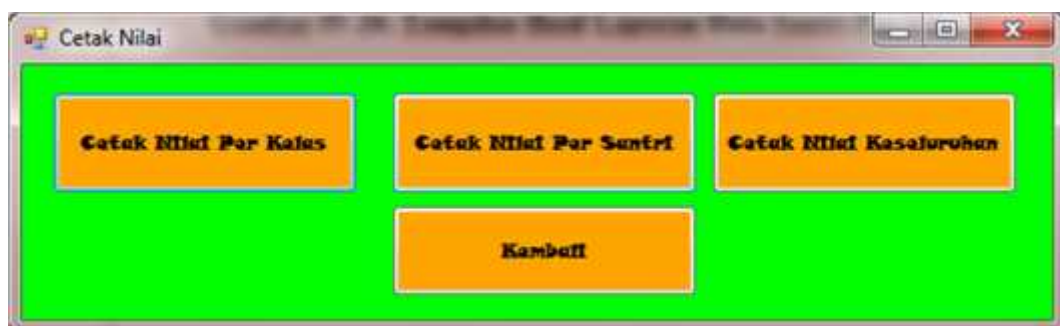 Cetak Nilai
Cetak Nilai Per Kelas
Cetak Nilai Per Santri
Cetak Nilai Keseluruhan
Kembali